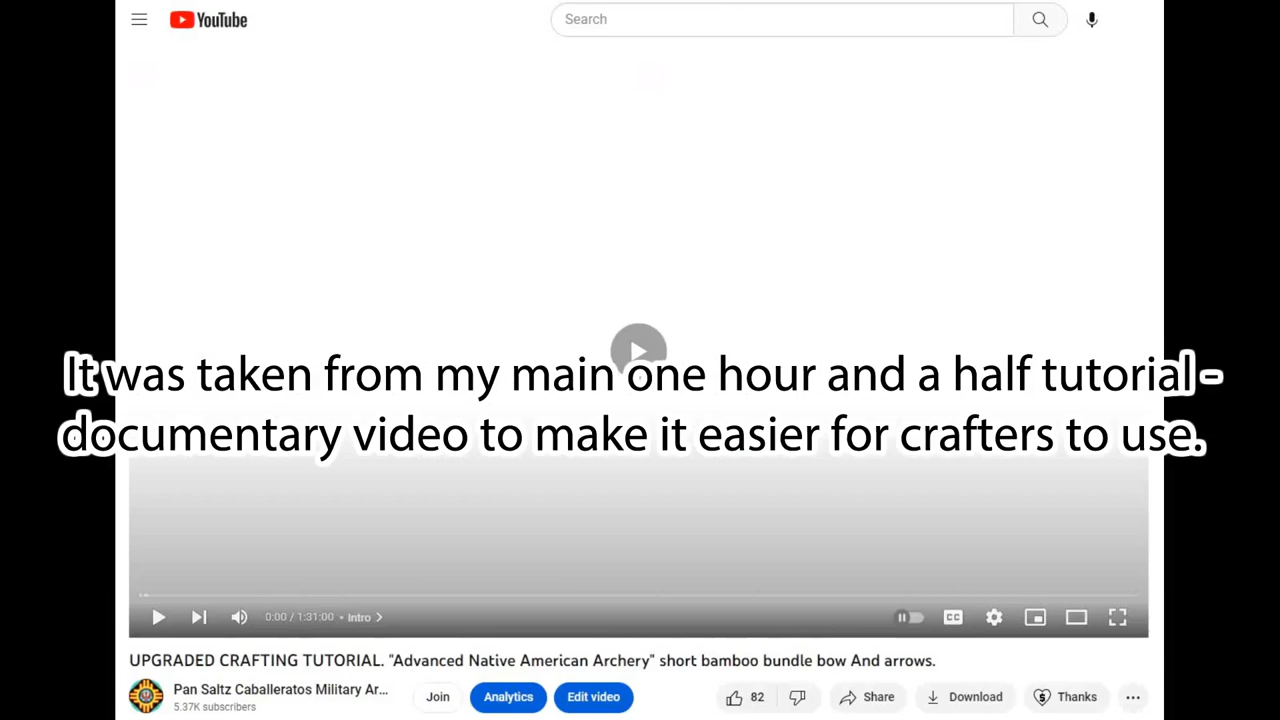 YouTube
Search
It was taken from my main one hour and a half tutorial -
documentary video to make it easier for crafters to use.
0:00 / 1:31:00 • Intro >
CC
UPGRADED CRAFTING TUTORIAL. "Advanced Native American Archery" short bamboo bundle bow And arrows.
Pan Saltz Caballeratos Military Ar...
5.37K subscribers
Join
Analytics
Edit video
82
Share
Download
Thanks